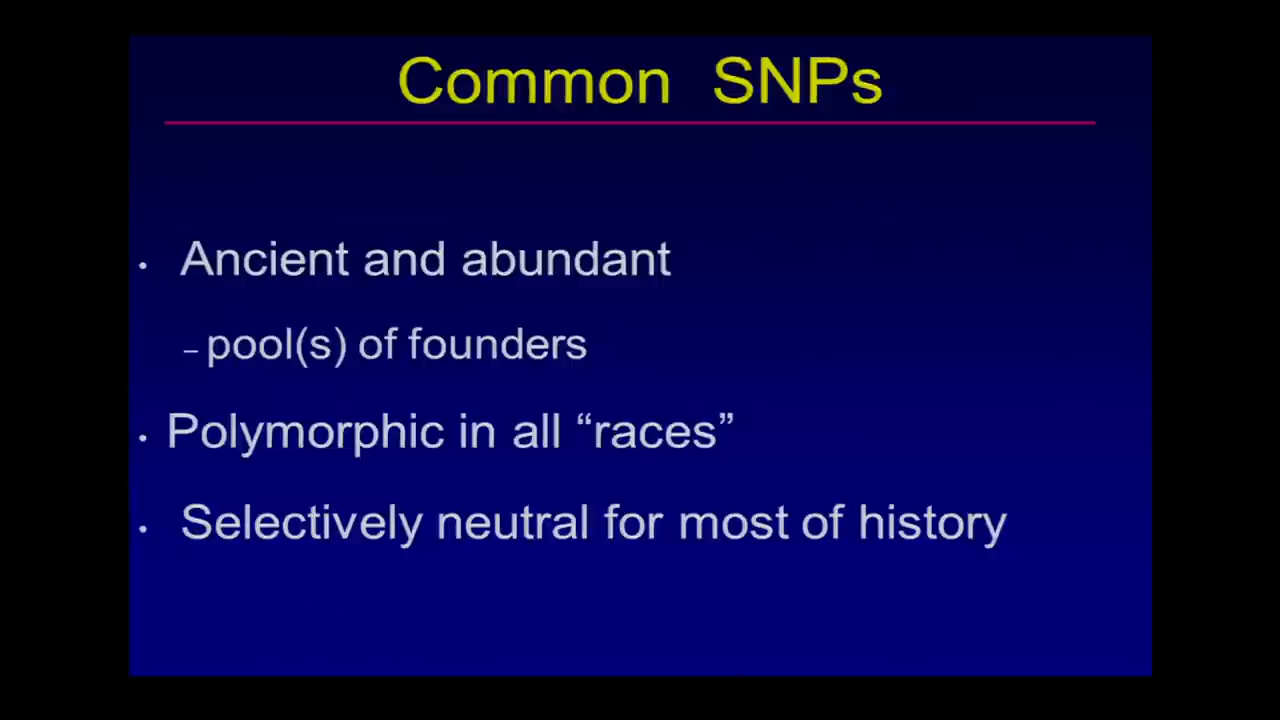 Common SNPs
• Ancient and abundant
– pool(s) of founders
• Polymorphic in all “races”
• Selectively neutral for most of history